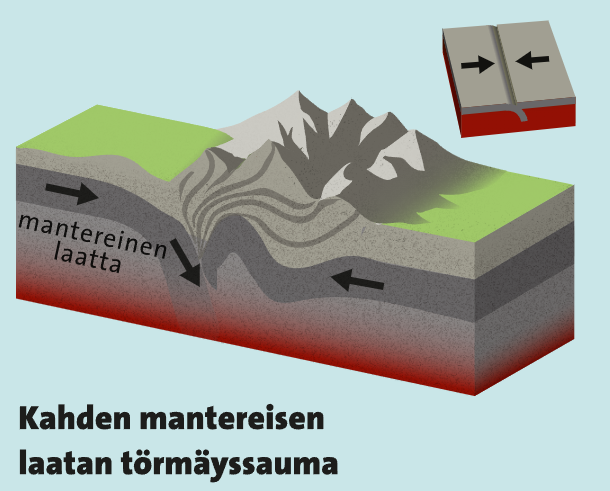 mantereinen
laatta
Kahden mantereisen
laatan törmäyssauma